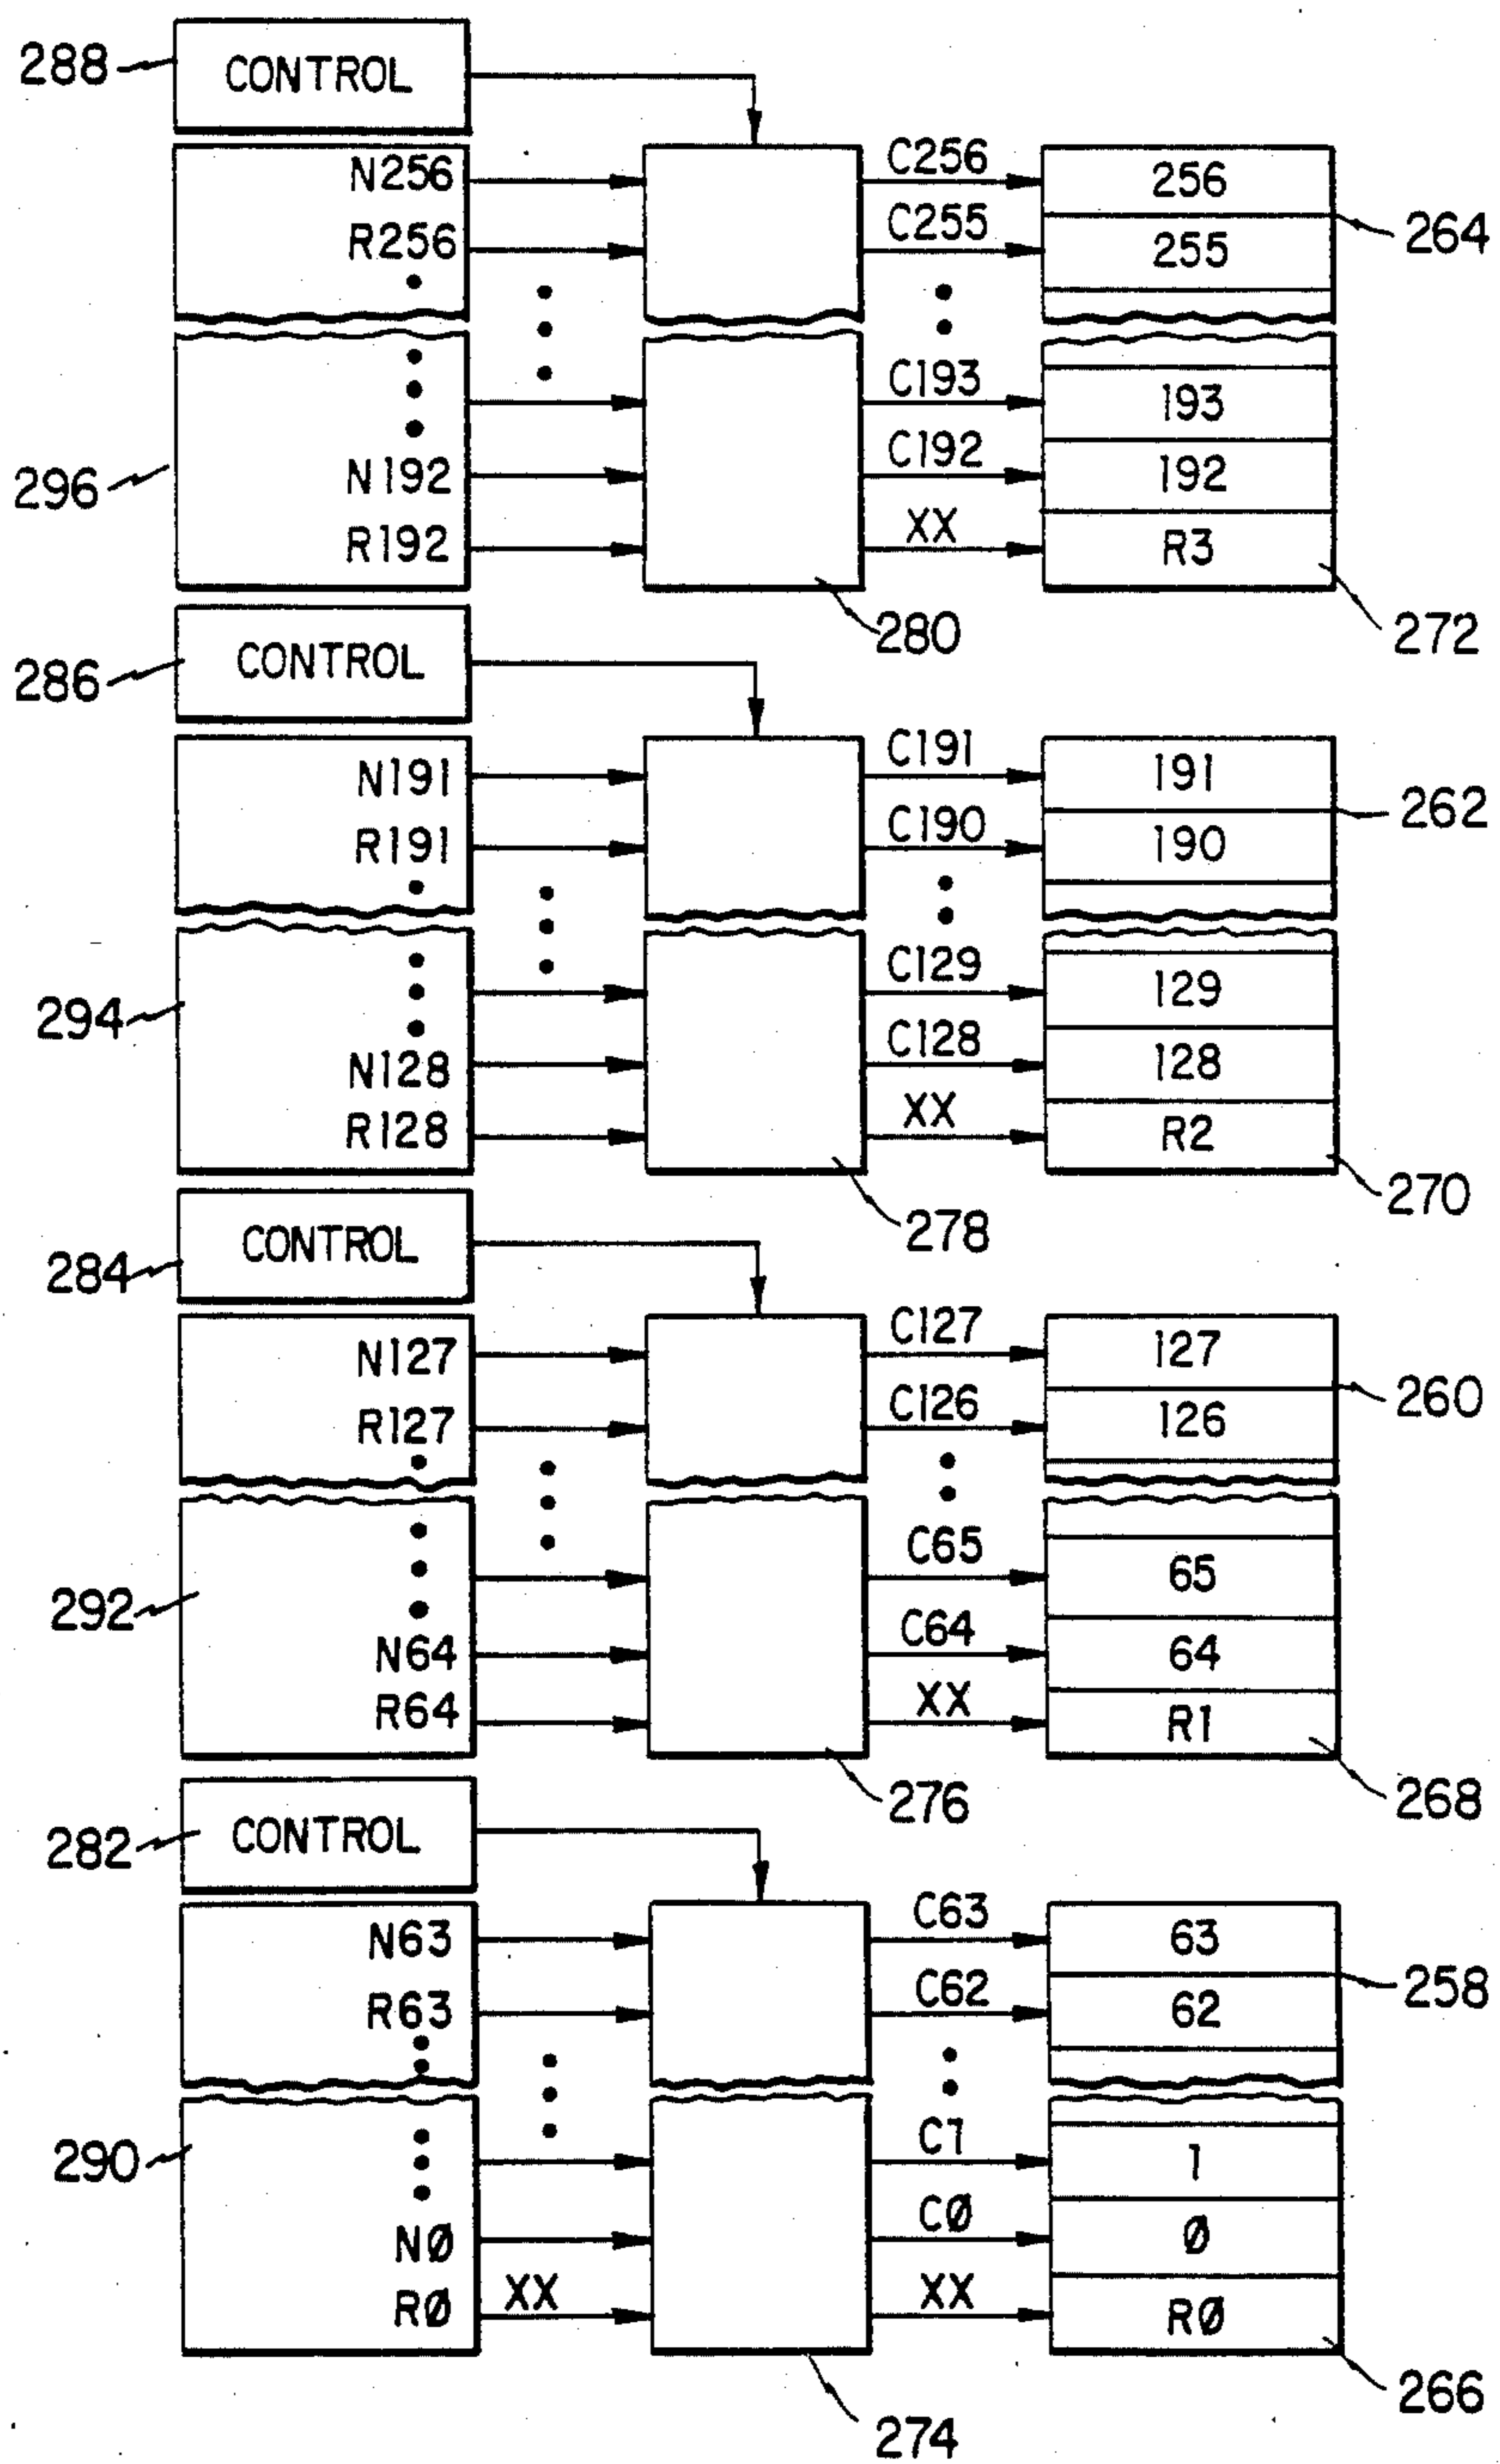 288 CONTROL
N256 C256 256
R256 C255 255 264
C193 193
296 N192 C192 192
R192 XX R3
280 272
286 CONTROL
N191 C191 191
R191 C190 190 262
C129 129
294 N128 C128 128
R128 XX R2
278 270
284 CONTROL
N127 C127 127
R127 C126 126 260
C65 65
292 N64 C64 64
R64 XX R1
276 268
282 CONTROL
N63 C63 63
R63 C62 62 258
290 C1 1
NØ CØ Ø
RØ XX XX RØ
274 266